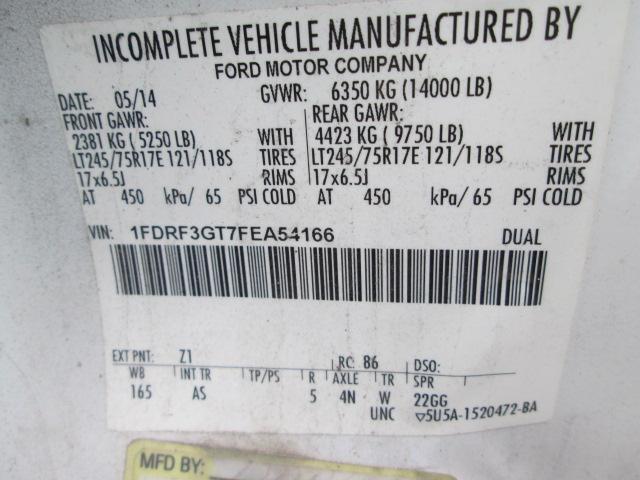 INCOMPLETE VEHICLE MANUFACTURED BY
FORD MOTOR COMPANY
DATE: 05/14 GVWR: 6350 KG (14000 LB)
FRONT GAWR: REAR GAWR:
2381 KG (5250 LB) WITH 4423 KG (9750 LB) WITH
LT245/75R17E 121/118S TIRES LT245/75R17E 121/118S TIRES
17x6.5J RIMS 17x6.5J RIMS
AT 450 kPa/ 65 PSI COLD AT 450 kPa/ 65 PSI COLD
VIN: 1FDRF3GT7FEA54166 DUAL
EXT PNT: Z1 RC: 86 DSO:
WB INT TR TP/PS R AXLE TR SPR
165 AS 5 4N W 22GG
UNC ▽5U5A-1520472-BA
MFD BY: